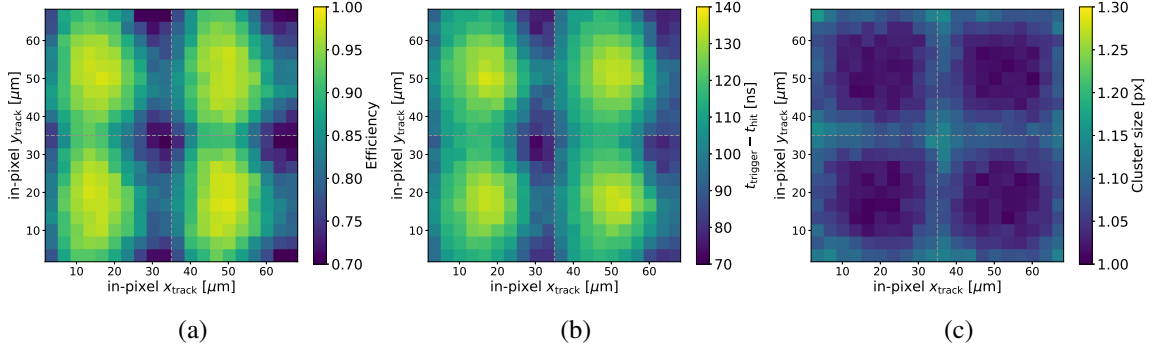 60
50
40
30
20
10
10 20 30 40 50 60
in-pixel x_track [μm]
in-pixel y_track [μm]
1.00
0.95
0.90
0.85
0.80
0.75
0.70
Efficiency
(a)
60
50
40
30
20
10
10 20 30 40 50 60
in-pixel x_track [μm]
in-pixel y_track [μm]
140
130
120
110
100
90
80
70
t_trigger − t_hit [ns]
(b)
60
50
40
30
20
10
10 20 30 40 50 60
in-pixel x_track [μm]
in-pixel y_track [μm]
1.30
1.25
1.20
1.15
1.10
1.05
1.00
Cluster size [px]
(c)